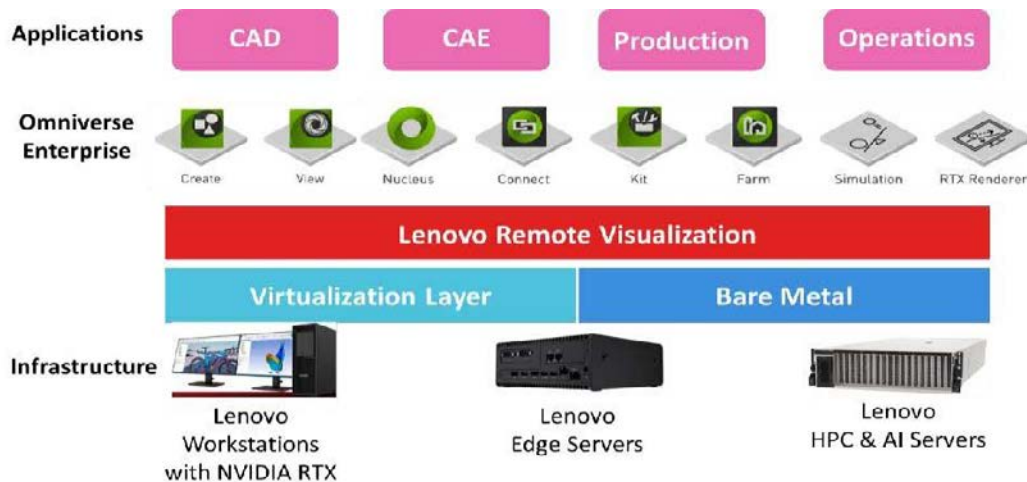 Applications
CAD
CAE
Production
Operations
Omniverse
Enterprise
Create
View
Nucleus
Connect
Kit
Farm
Simulation
RTX Renderer
Lenovo Remote Visualization
Virtualization Layer
Bare Metal
Infrastructure
Lenovo
Workstations
with NVIDIA RTX
Lenovo
Edge Servers
Lenovo
HPC & AI Servers